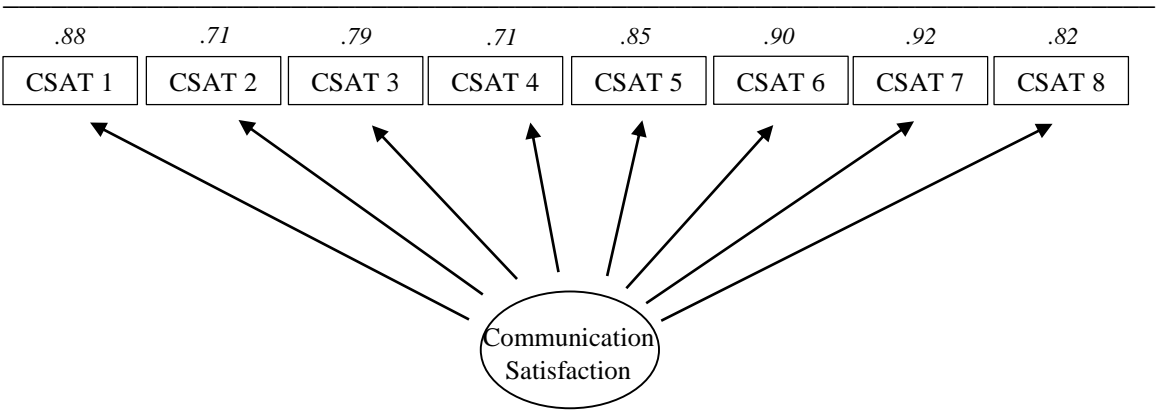 .88 .71 .79 .71 .85 .90 .92 .82
CSAT 1 CSAT 2 CSAT 3 CSAT 4 CSAT 5 CSAT 6 CSAT 7 CSAT 8
Communication
Satisfaction